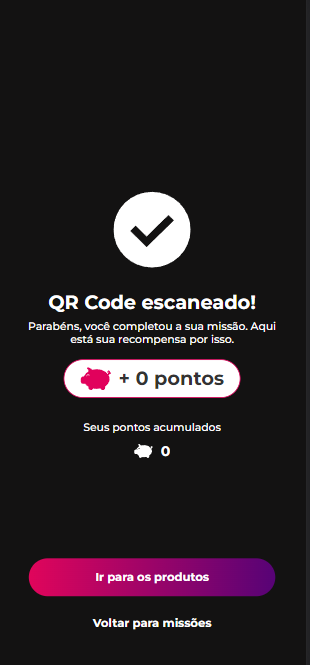 QR Code escaneado!
Parabéns, você completou a sua missão. Aqui
está sua recompensa por isso.
+ 0 pontos
Seus pontos acumulados
0
Ir para os produtos
Voltar para missões